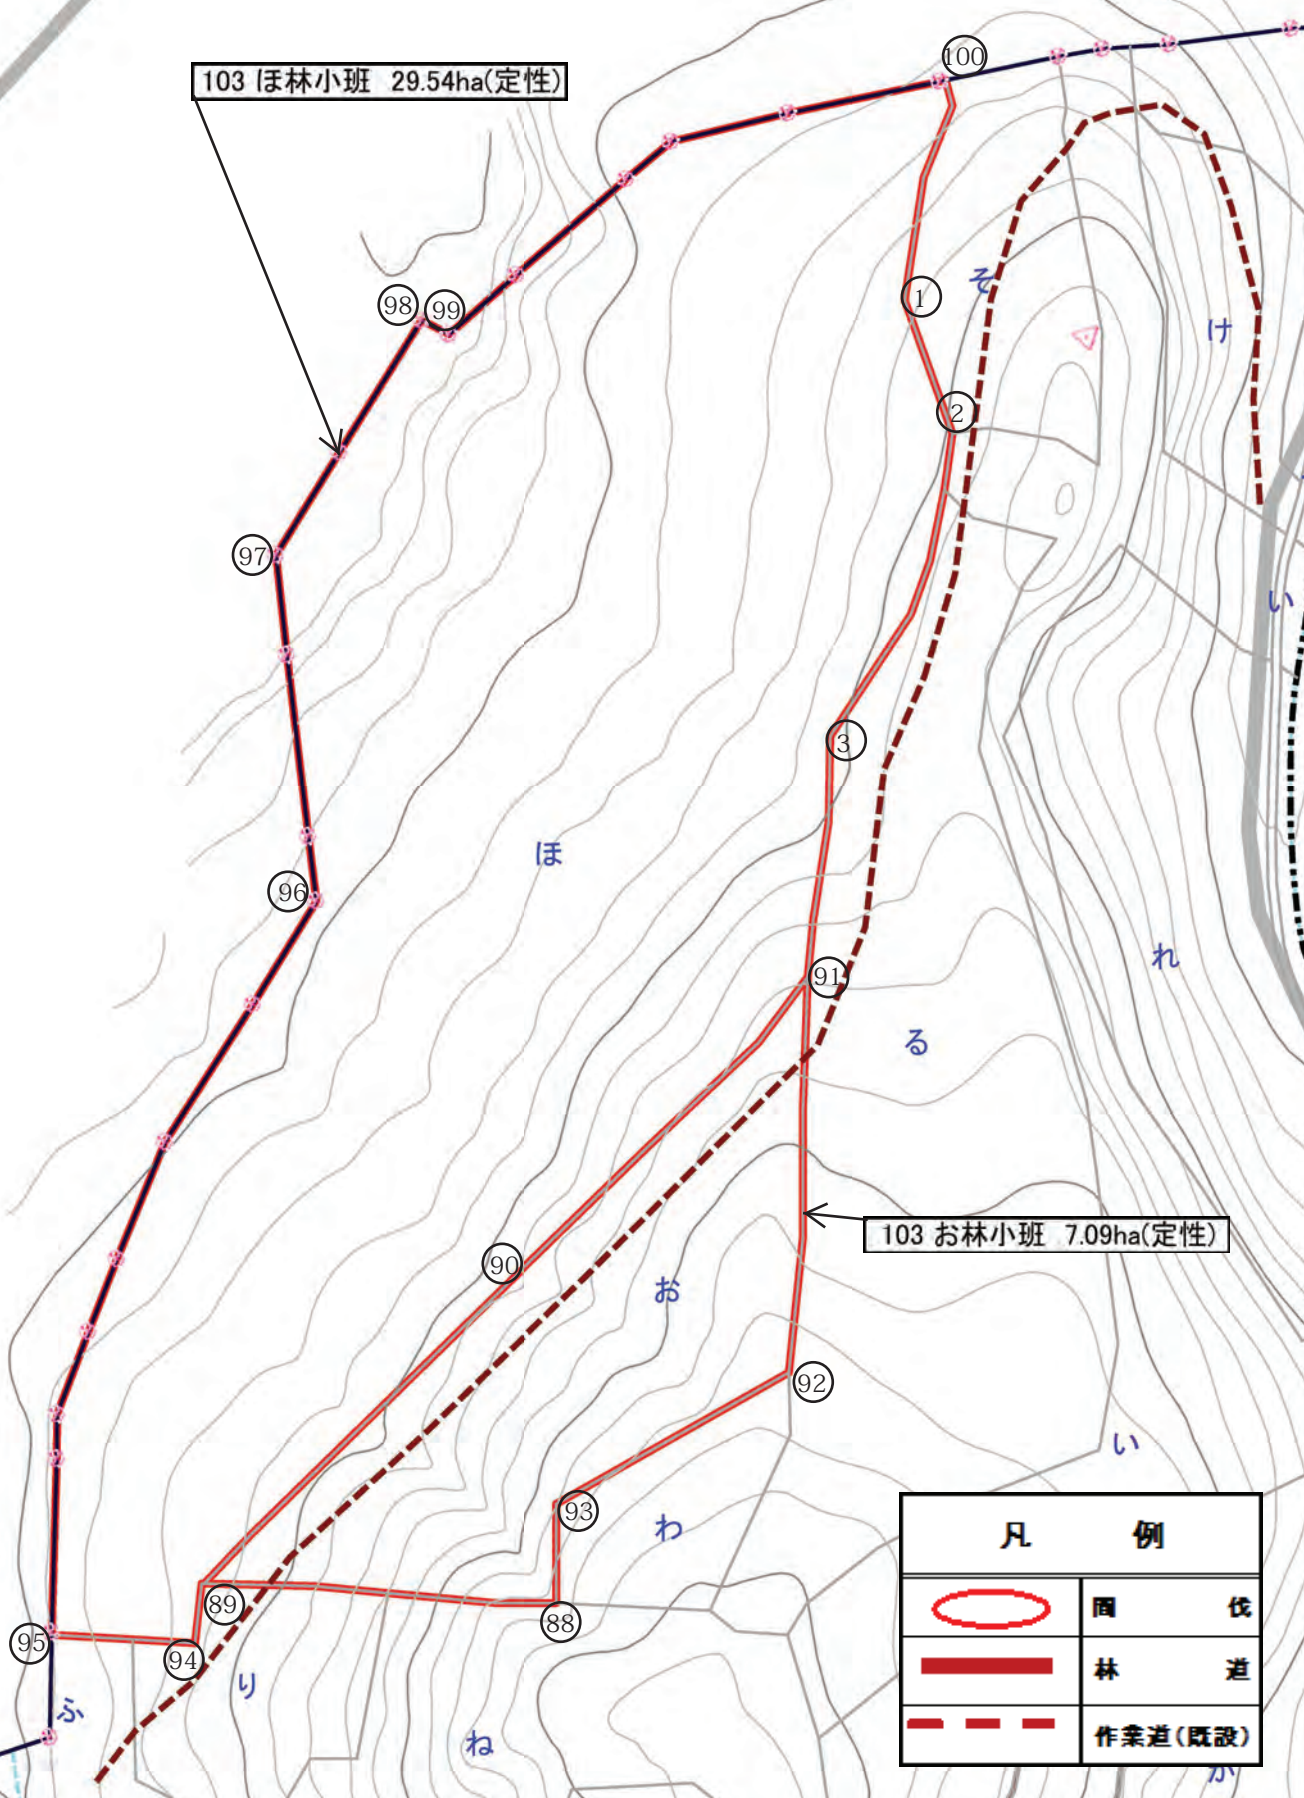 100
103 ほ林小班 29.54ha(定性)
そ
98
99
1
け
2
97
い
3
ほ
96
れ
91
る
103 お林小班 7.09ha(定性)
90
お
92
い
93
わ
凡 例
89
88
間 伐
95
94
林 道
り
ふ
作業道(既設)
ね
か